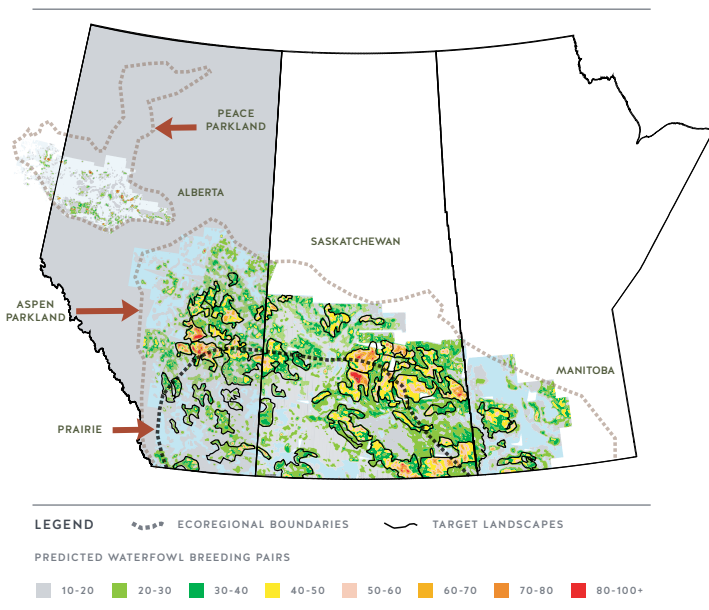 PEACE
PARKLAND
ALBERTA
SASKATCHEWAN
ASPEN
PARKLAND
MANITOBA
PRAIRIE
LEGEND ECOREGIONAL BOUNDARIES TARGET LANDSCAPES
PREDICTED WATERFOWL BREEDING PAIRS
10-20 20-30 30-40 40-50 50-60 60-70 70-80 80-100+